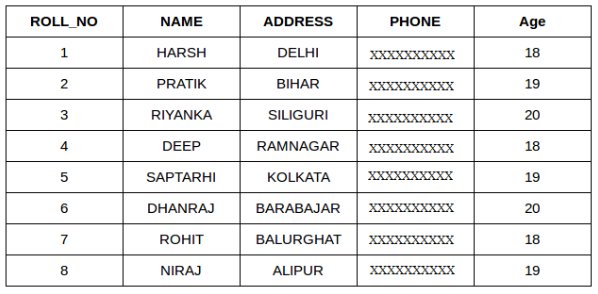 ROLL_NO NAME ADDRESS PHONE Age
1 HARSH DELHI XXXXXXXXXX 18
2 PRATIK BIHAR XXXXXXXXXX 19
3 RIYANKA SILIGURI XXXXXXXXXX 20
4 DEEP RAMNAGAR XXXXXXXXXX 18
5 SAPTARHI KOLKATA XXXXXXXXXX 19
6 DHANRAJ BARABAJAR XXXXXXXXXX 20
7 ROHIT BALURGHAT XXXXXXXXXX 18
8 NIRAJ ALIPUR XXXXXXXXXX 19